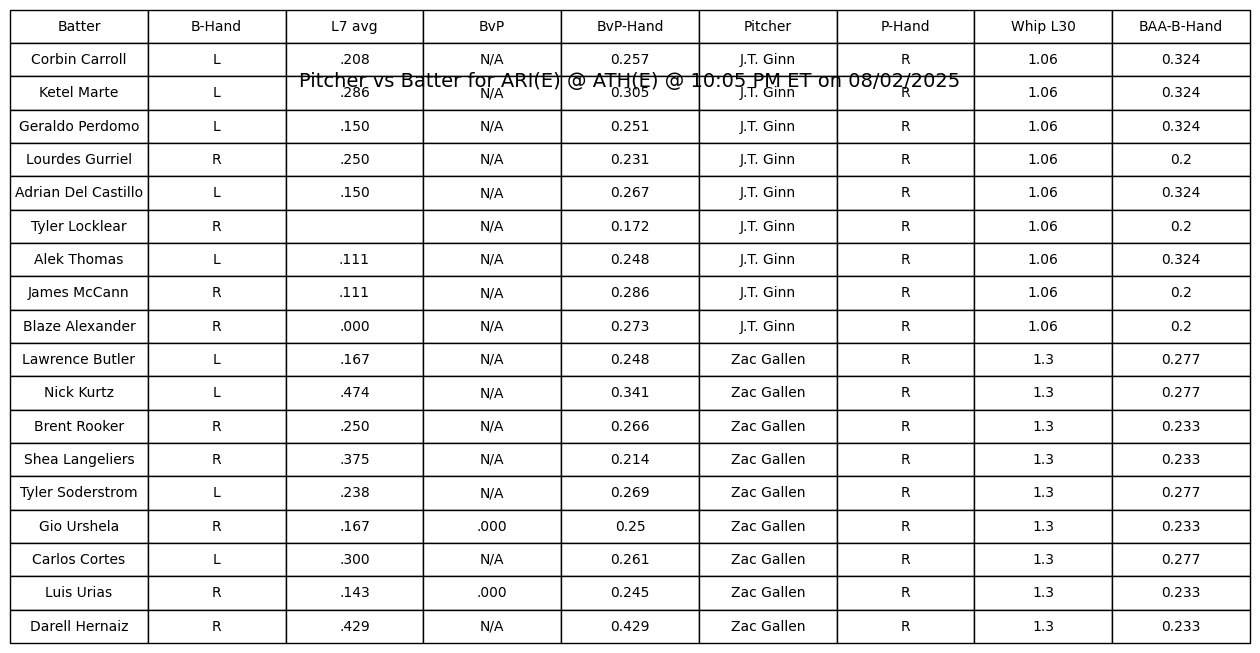 Batter B-Hand L7 avg BvP BvP-Hand Pitcher P-Hand Whip L30 BAA-B-Hand
Corbin Carroll L .208 N/A 0.257 J.T. Ginn R 1.06 0.324
Pitcher vs Batter for ARI(E) @ ATH(E) @ 10:05 PM ET on 08/02/2025
Ketel Marte L .286 N/A 0.305 J.T. Ginn R 1.06 0.324
Geraldo Perdomo L .150 N/A 0.251 J.T. Ginn R 1.06 0.324
Lourdes Gurriel R .250 N/A 0.231 J.T. Ginn R 1.06 0.2
Adrian Del Castillo L .150 N/A 0.267 J.T. Ginn R 1.06 0.324
Tyler Locklear R N/A 0.172 J.T. Ginn R 1.06 0.2
Alek Thomas L .111 N/A 0.248 J.T. Ginn R 1.06 0.324
James McCann R .111 N/A 0.286 J.T. Ginn R 1.06 0.2
Blaze Alexander R .000 N/A 0.273 J.T. Ginn R 1.06 0.2
Lawrence Butler L .167 N/A 0.248 Zac Gallen R 1.3 0.277
Nick Kurtz L .474 N/A 0.341 Zac Gallen R 1.3 0.277
Brent Rooker R .250 N/A 0.266 Zac Gallen R 1.3 0.233
Shea Langeliers R .375 N/A 0.214 Zac Gallen R 1.3 0.233
Tyler Soderstrom L .238 N/A 0.269 Zac Gallen R 1.3 0.277
Gio Urshela R .167 .000 0.25 Zac Gallen R 1.3 0.233
Carlos Cortes L .300 N/A 0.261 Zac Gallen R 1.3 0.277
Luis Urias R .143 .000 0.245 Zac Gallen R 1.3 0.233
Darell Hernaiz R .429 N/A 0.429 Zac Gallen R 1.3 0.233